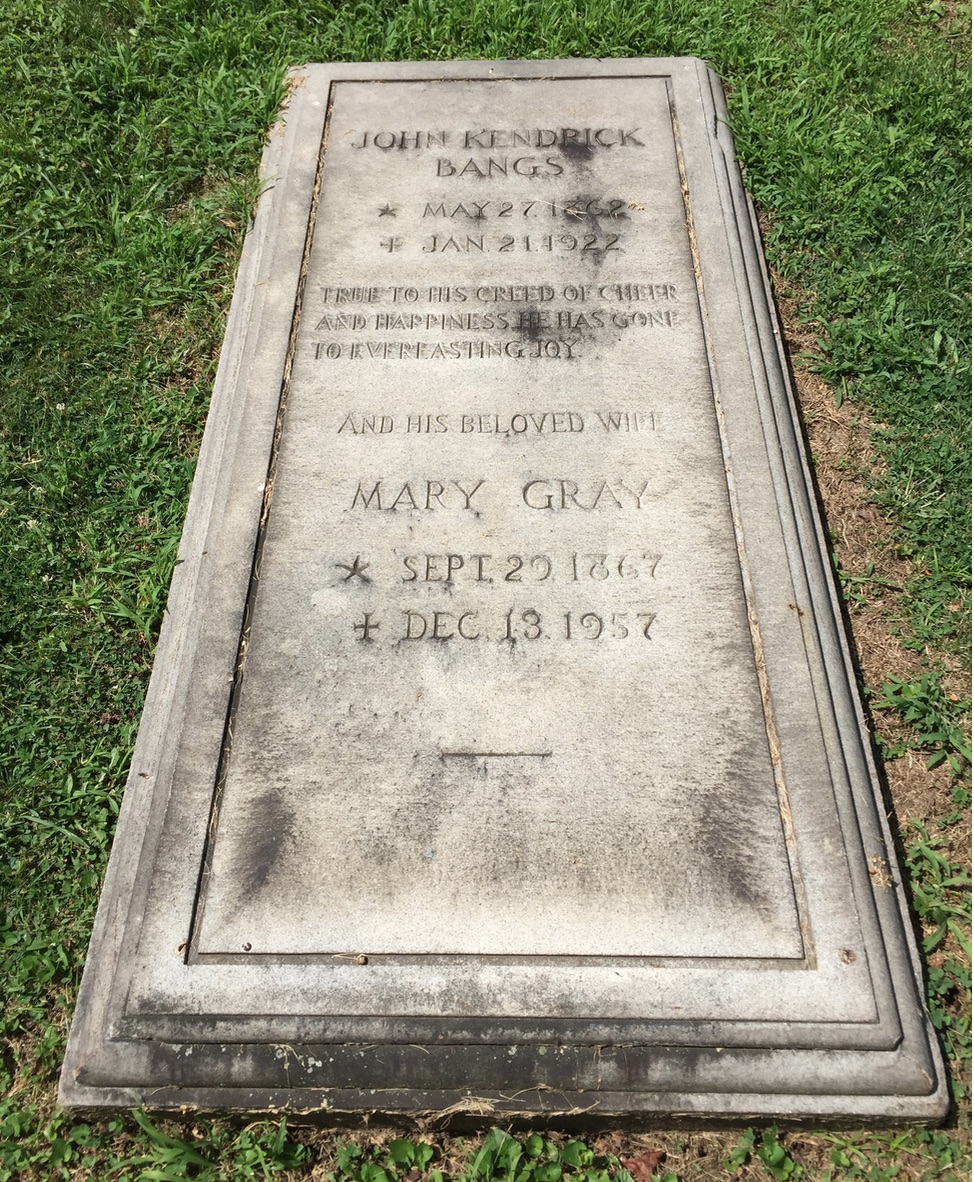 JOHN KENDRICK
BANGS
★ MAY 27. 1862
✝ JAN. 21. 1922
TRUE TO HIS CREED OF CHEER
AND HAPPINESS HE HAS GONE
TO EVERLASTING JOY.
AND HIS BELOVED WIFE
MARY GRAY
★ SEPT. 29 1867
✝ DEC. 13. 1957